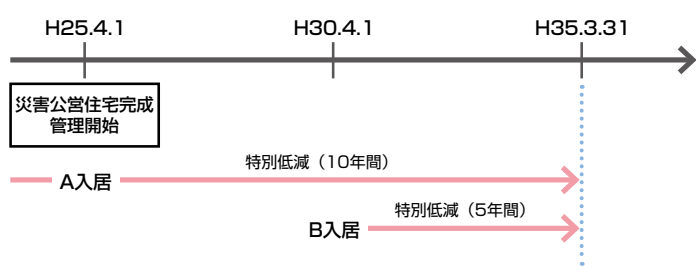 H25.4.1 H30.4.1 H35.3.31
災害公営住宅完成
管理開始
特別低減（10年間）
A入居
特別低減（5年間）
B入居